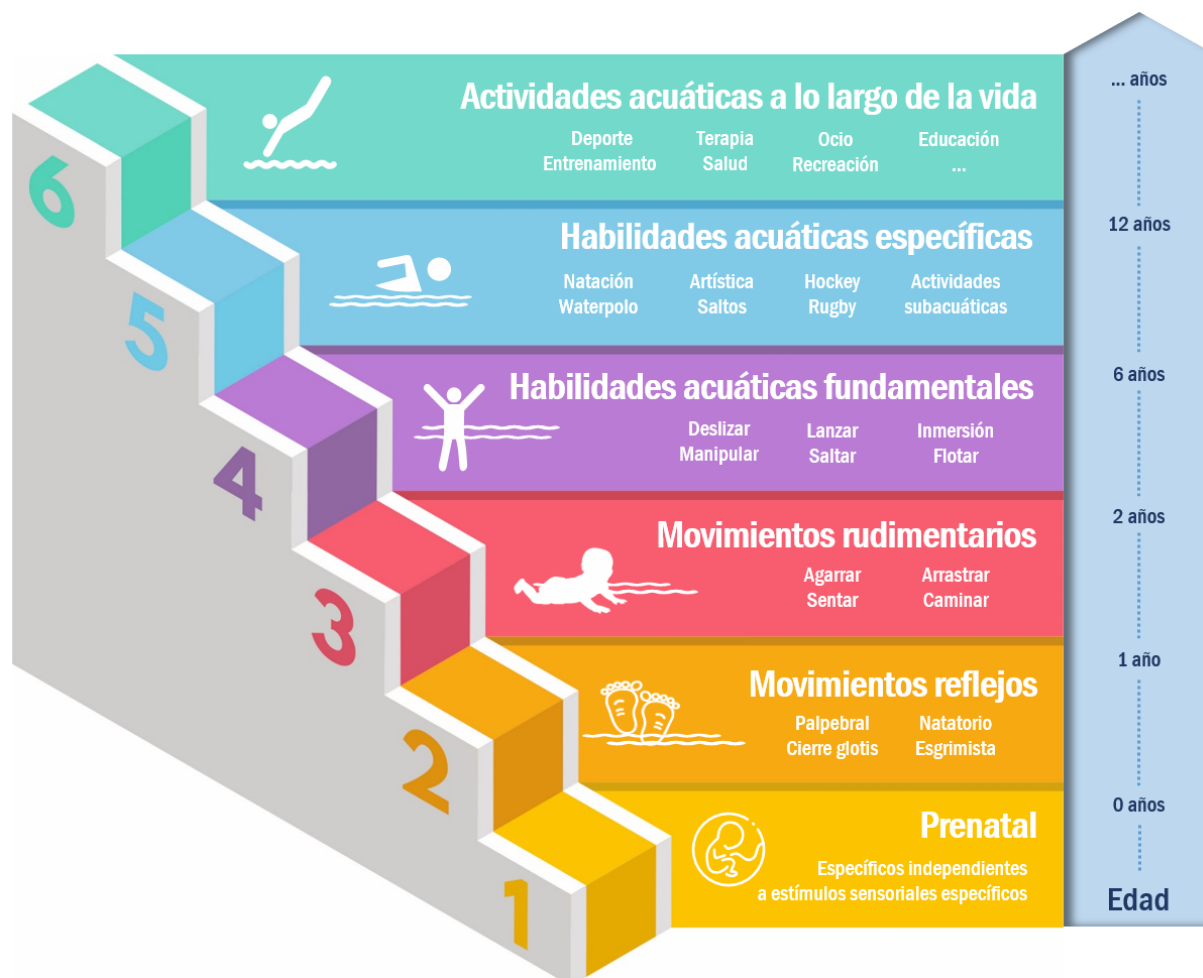 ... años
Actividades acuáticas a lo largo de la vida
Deporte Terapia Ocio Educación
Entrenamiento Salud Recreación ...
6
12 años
Habilidades acuáticas específicas
Natación Artística Hockey Actividades
Waterpolo Saltos Rugby subacuáticas
5
6 años
Habilidades acuáticas fundamentales
Deslizar Lanzar Inmersión
Manipular Saltar Flotar
4
2 años
Movimientos rudimentarios
Agarrar Arrastrar
Sentar Caminar
3
1 año
Movimientos reflejos
Palpebral Natatorio
Cierre glotis Esgrimista
2
0 años
Prenatal
Específicos independientes
a estímulos sensoriales específicos
1
Edad